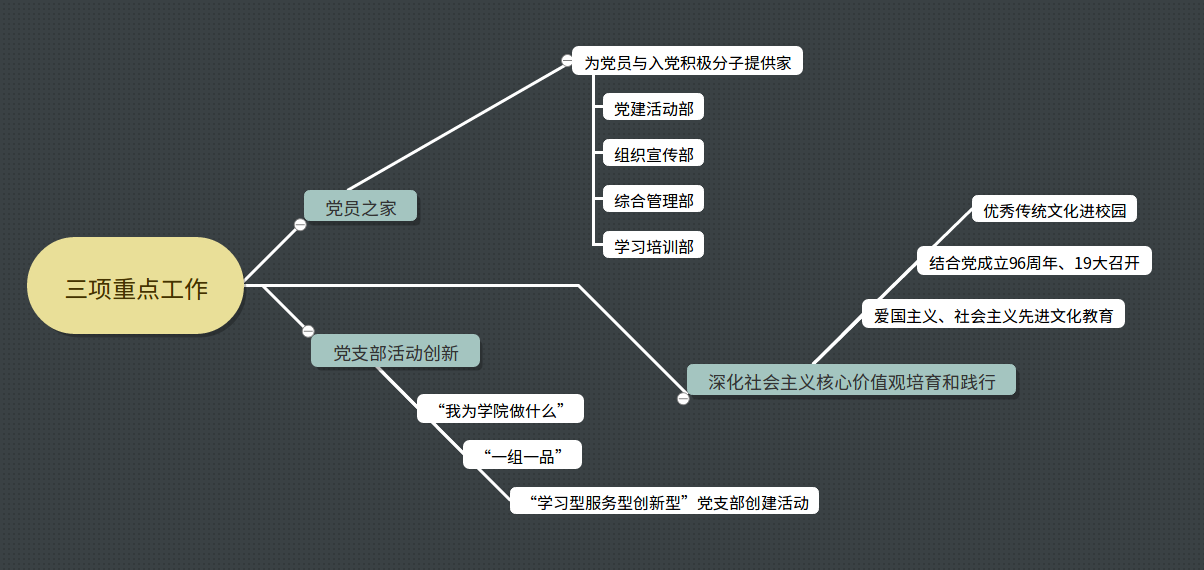 三项重点工作
党员之家
为党员与入党积极分子提供家
党建活动部
组织宣传部
综合管理部
学习培训部
党支部活动创新
“我为学院做什么”
“一组一品”
“学习型服务型创新型”党支部创建活动
深化社会主义核心价值观培育和践行
优秀传统文化进校园
结合党成立96周年、19大召开
爱国主义、社会主义先进文化教育